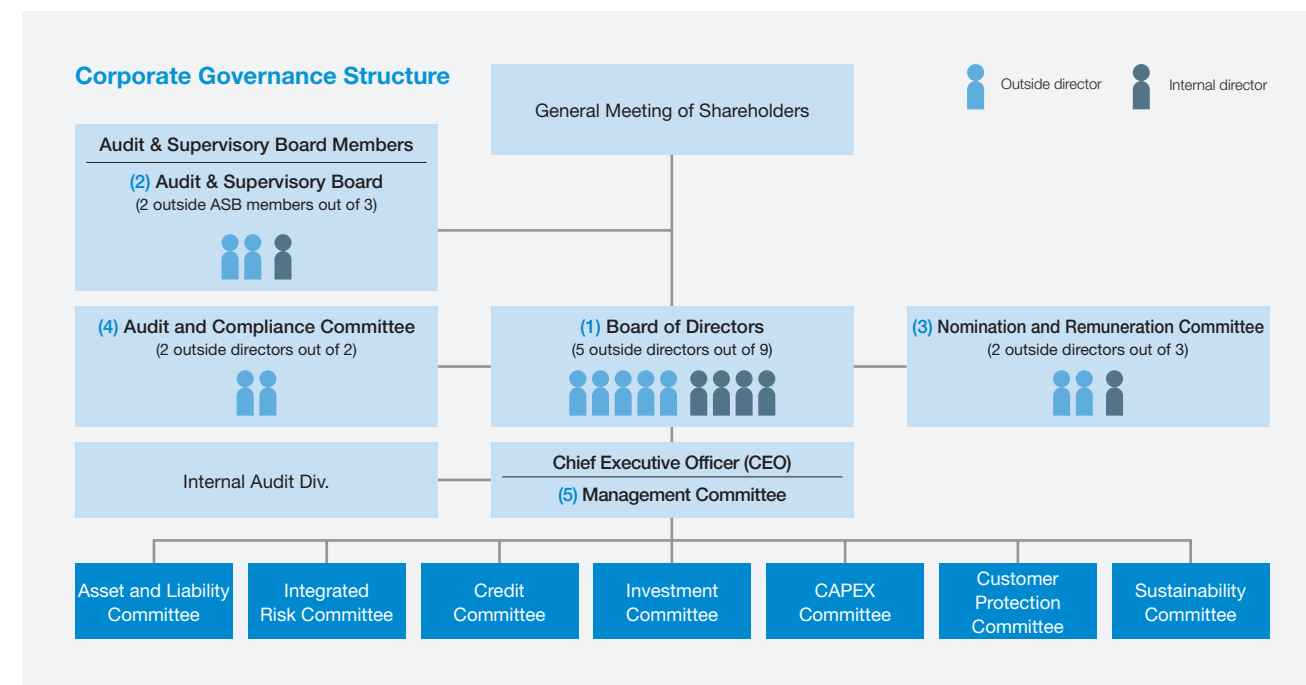 Corporate Governance Structure
General Meeting of Shareholders
Outside director
Internal director
Audit & Supervisory Board Members
(2) Audit & Supervisory Board
(2 outside ASB members out of 3)
(4) Audit and Compliance Committee
(2 outside directors out of 2)
(1) Board of Directors
(5 outside directors out of 9)
(3) Nomination and Remuneration Committee
(2 outside directors out of 3)
Internal Audit Div.
Chief Executive Officer (CEO)
(5) Management Committee
Asset and Liability
Committee
Integrated
Risk Committee
Credit
Committee
Investment
Committee
CAPEX
Committee
Customer
Protection
Committee
Sustainability
Committee